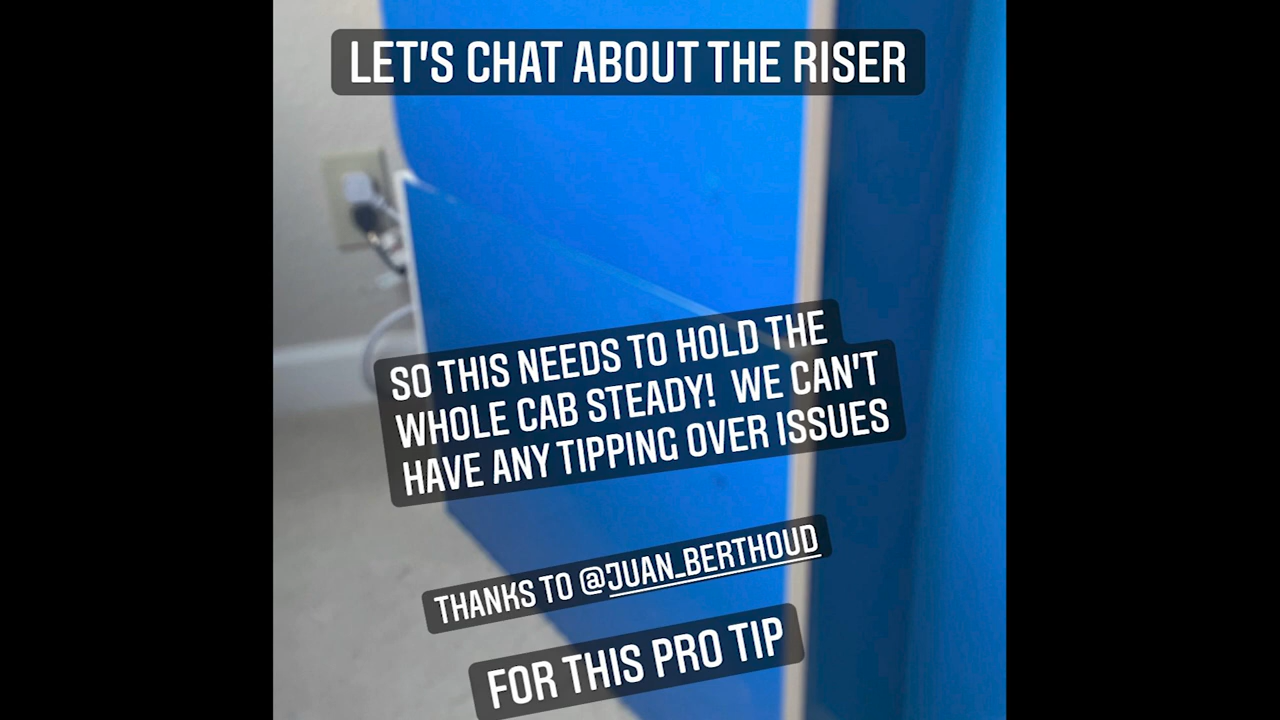 LET'S CHAT ABOUT THE RISER
SO THIS NEEDS TO HOLD THE
WHOLE CAB STEADY! WE CAN'T
HAVE ANY TIPPING OVER ISSUES
THANKS TO @JUAN_BERTHOUD
FOR THIS PRO TIP